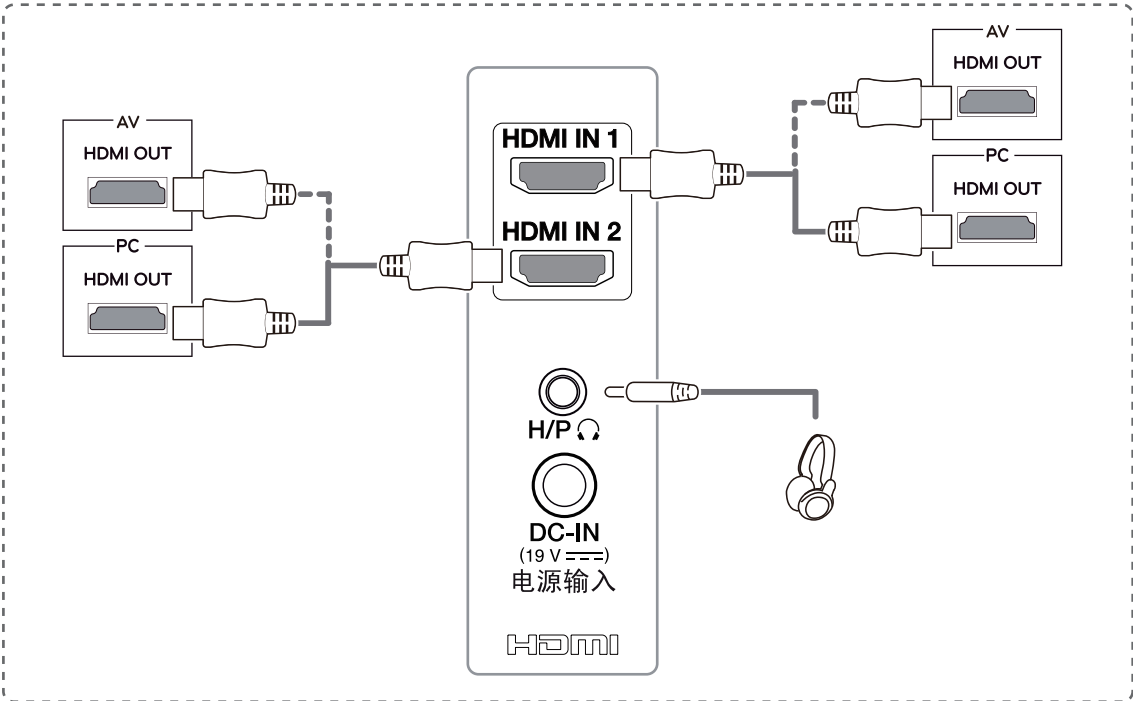 AV
HDMI OUT
PC
HDMI OUT
HDMI IN 1
HDMI IN 2
H/P
DC-IN
(19 V ⎓)
电源输入
HDMI
AV
HDMI OUT
PC
HDMI OUT